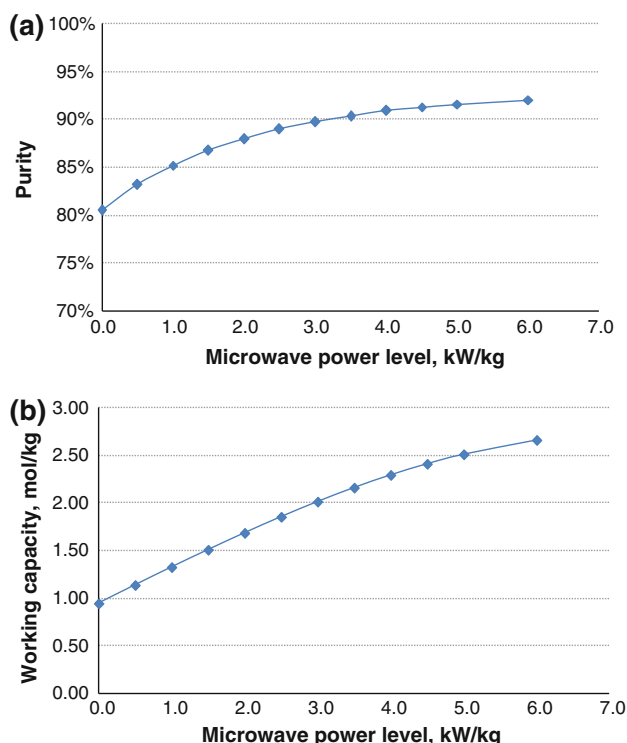 (a)
100%
95%
90%
85%
80%
75%
70%
Purity
0.0 1.0 2.0 3.0 4.0 5.0 6.0 7.0
Microwave power level, kW/kg
(b)
3.00
2.50
2.00
1.50
1.00
0.50
0.00
Working capacity, mol/kg
0.0 1.0 2.0 3.0 4.0 5.0 6.0 7.0
Microwave power level, kW/kg